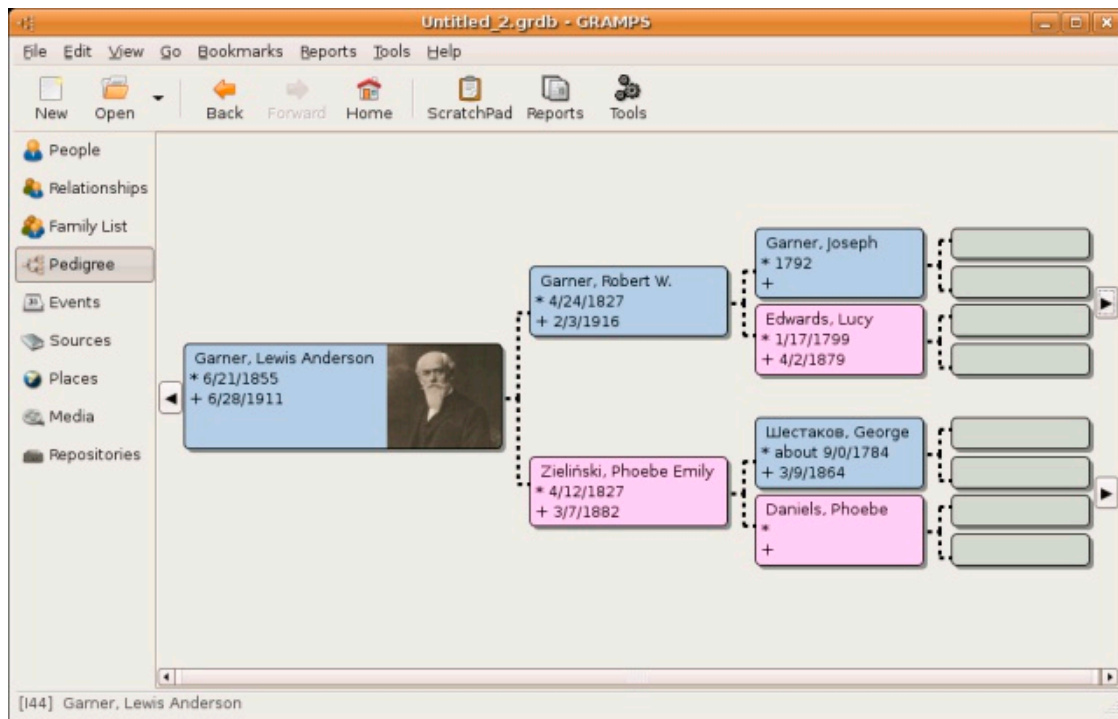 Untitled_2.grdb - GRAMPS
File Edit View Go Bookmarks Reports Tools Help
New Open Back Forward Home ScratchPad Reports Tools
People
Relationships
Family List
Pedigree
Events
Sources
Places
Media
Repositories
Garner, Lewis Anderson
* 6/21/1855
+ 6/28/1911
Garner, Robert W.
* 4/24/1827
+ 2/3/1916
Zieliński, Phoebe Emily
* 4/12/1827
+ 3/7/1882
Garner, Joseph
* 1792
+
Edwards, Lucy
* 1/17/1799
+ 4/2/1879
Шестаков, George
* about 9/0/1784
+ 3/9/1864
Daniels, Phoebe
*
+
[I44] Garner, Lewis Anderson